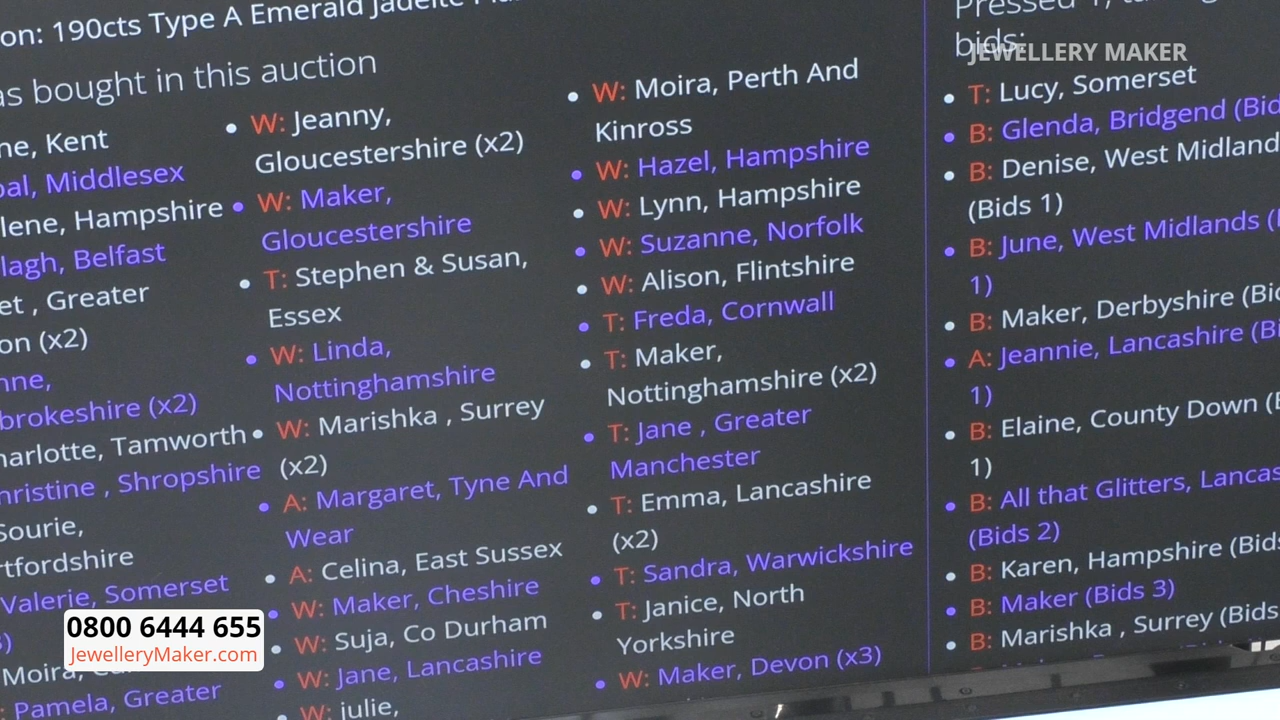 on: 190cts Type A Emerald Jadeite
as bought in this auction
ne, Kent
bal, Middlesex
lene, Hampshire
lagh, Belfast
et , Greater
on (x2)
nne,
brokeshire (x2)
harlotte, Tamworth
hristine , Shropshire
Sourie,
rtfordshire
Valerie, Somerset
Moira,
Pamela, Greater
W: Jeanny,
Gloucestershire (x2)
W: Maker,
Gloucestershire
T: Stephen & Susan,
Essex
W: Linda,
Nottinghamshire
W: Marishka , Surrey
(x2)
A: Margaret, Tyne And
Wear
A: Celina, East Sussex
W: Maker, Cheshire
W: Suja, Co Durham
W: Jane, Lancashire
W: julie,
W: Moira, Perth And
Kinross
W: Hazel, Hampshire
W: Lynn, Hampshire
W: Suzanne, Norfolk
W: Alison, Flintshire
T: Freda, Cornwall
T: Maker,
Nottinghamshire (x2)
T: Jane , Greater
Manchester
T: Emma, Lancashire
(x2)
T: Sandra, Warwickshire
T: Janice, North
Yorkshire
W: Maker, Devon (x3)
Pressed 1,
bids:
JEWELLERY MAKER
T: Lucy, Somerset
B: Glenda, Bridgend (Bid
B: Denise, West Midland
(Bids 1)
B: June, West Midlands (
1)
B: Maker, Derbyshire (Bid
A: Jeannie, Lancashire (B
1)
B: Elaine, County Down (B
1)
B: All that Glitters, Lancas
(Bids 2)
B: Karen, Hampshire (Bids
B: Maker (Bids 3)
B: Marishka , Surrey (Bids
0800 6444 655
JewelleryMaker.com